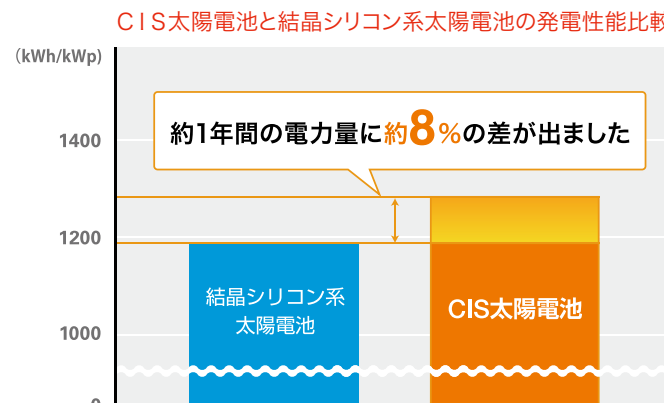 CIS太陽電池と結晶シリコン系太陽電池の発電性能比較
(kWh/kWp)
約1年間の電力量に約8%の差が出ました
1400
1200
結晶シリコン系
太陽電池
CIS太陽電池
1000
0